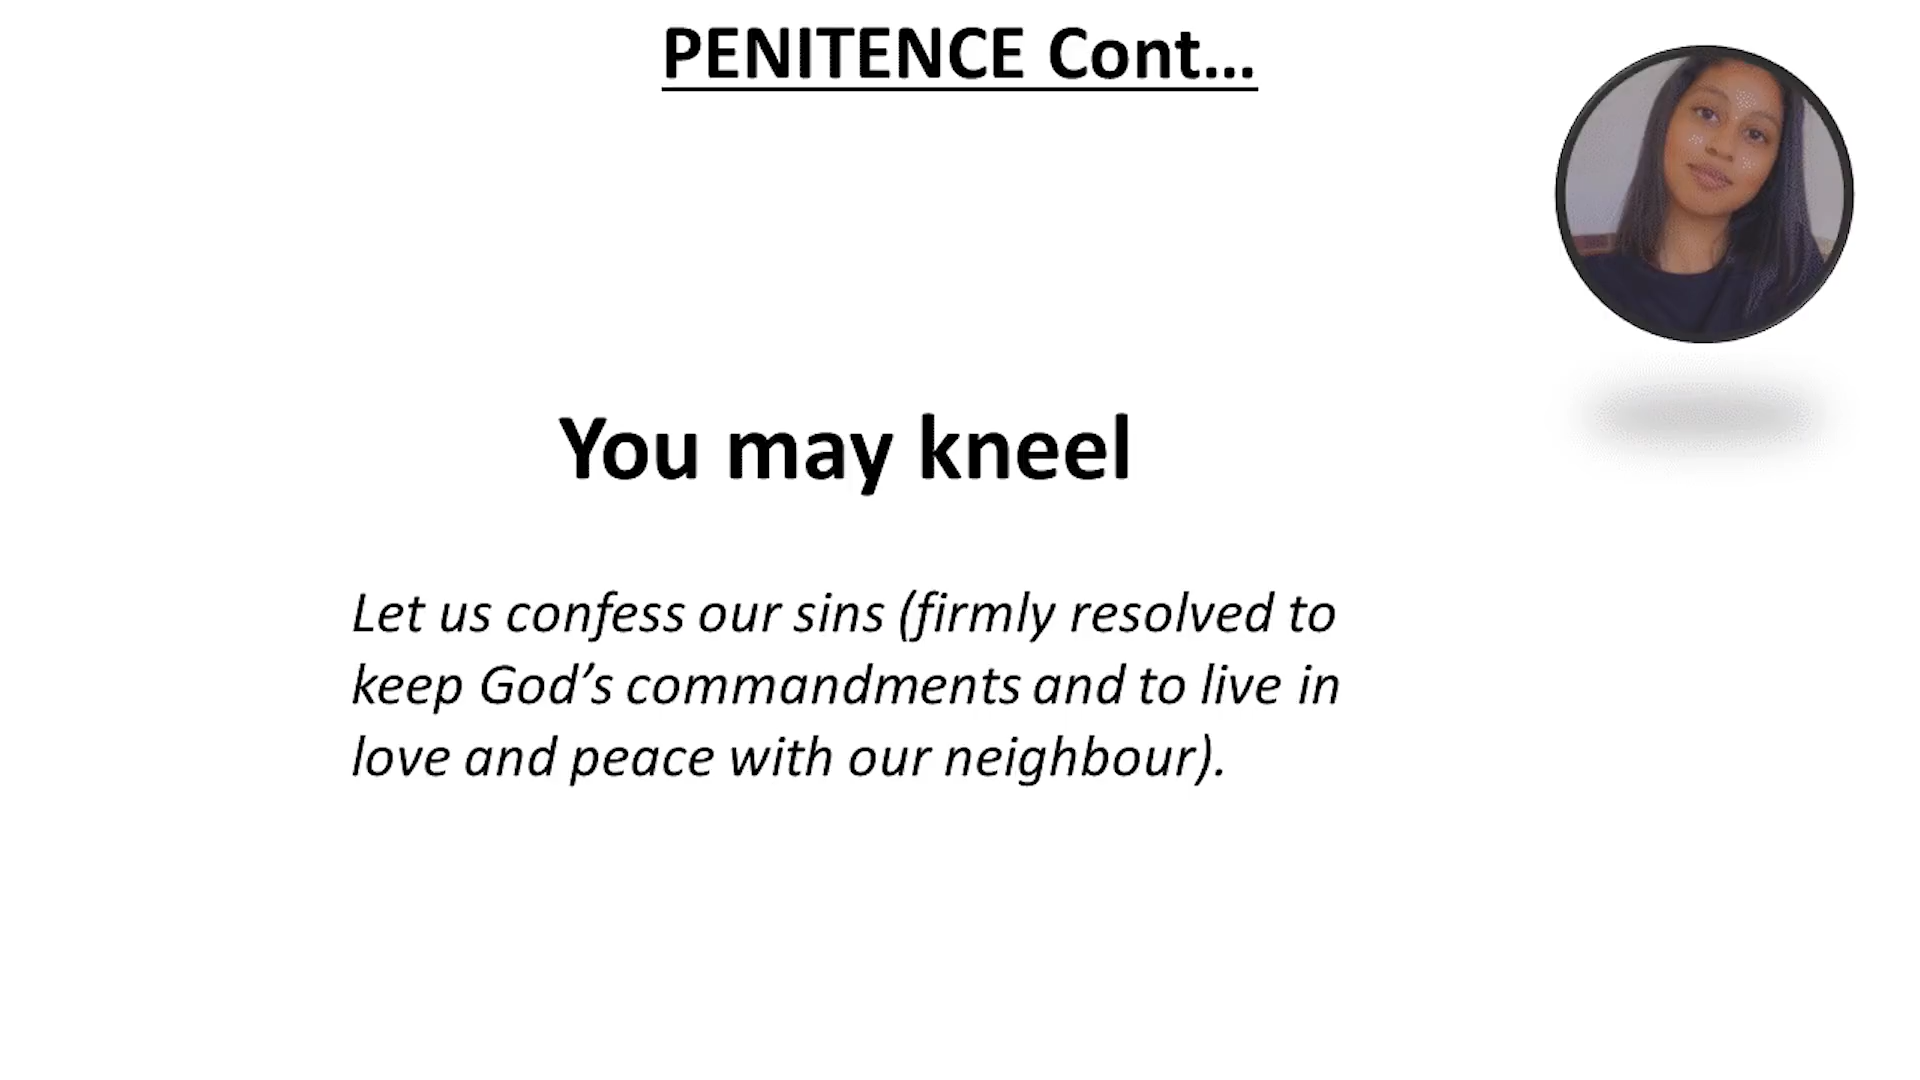 PENITENCE Cont...
You may kneel
Let us confess our sins (firmly resolved to
keep God’s commandments and to live in
love and peace with our neighbour).